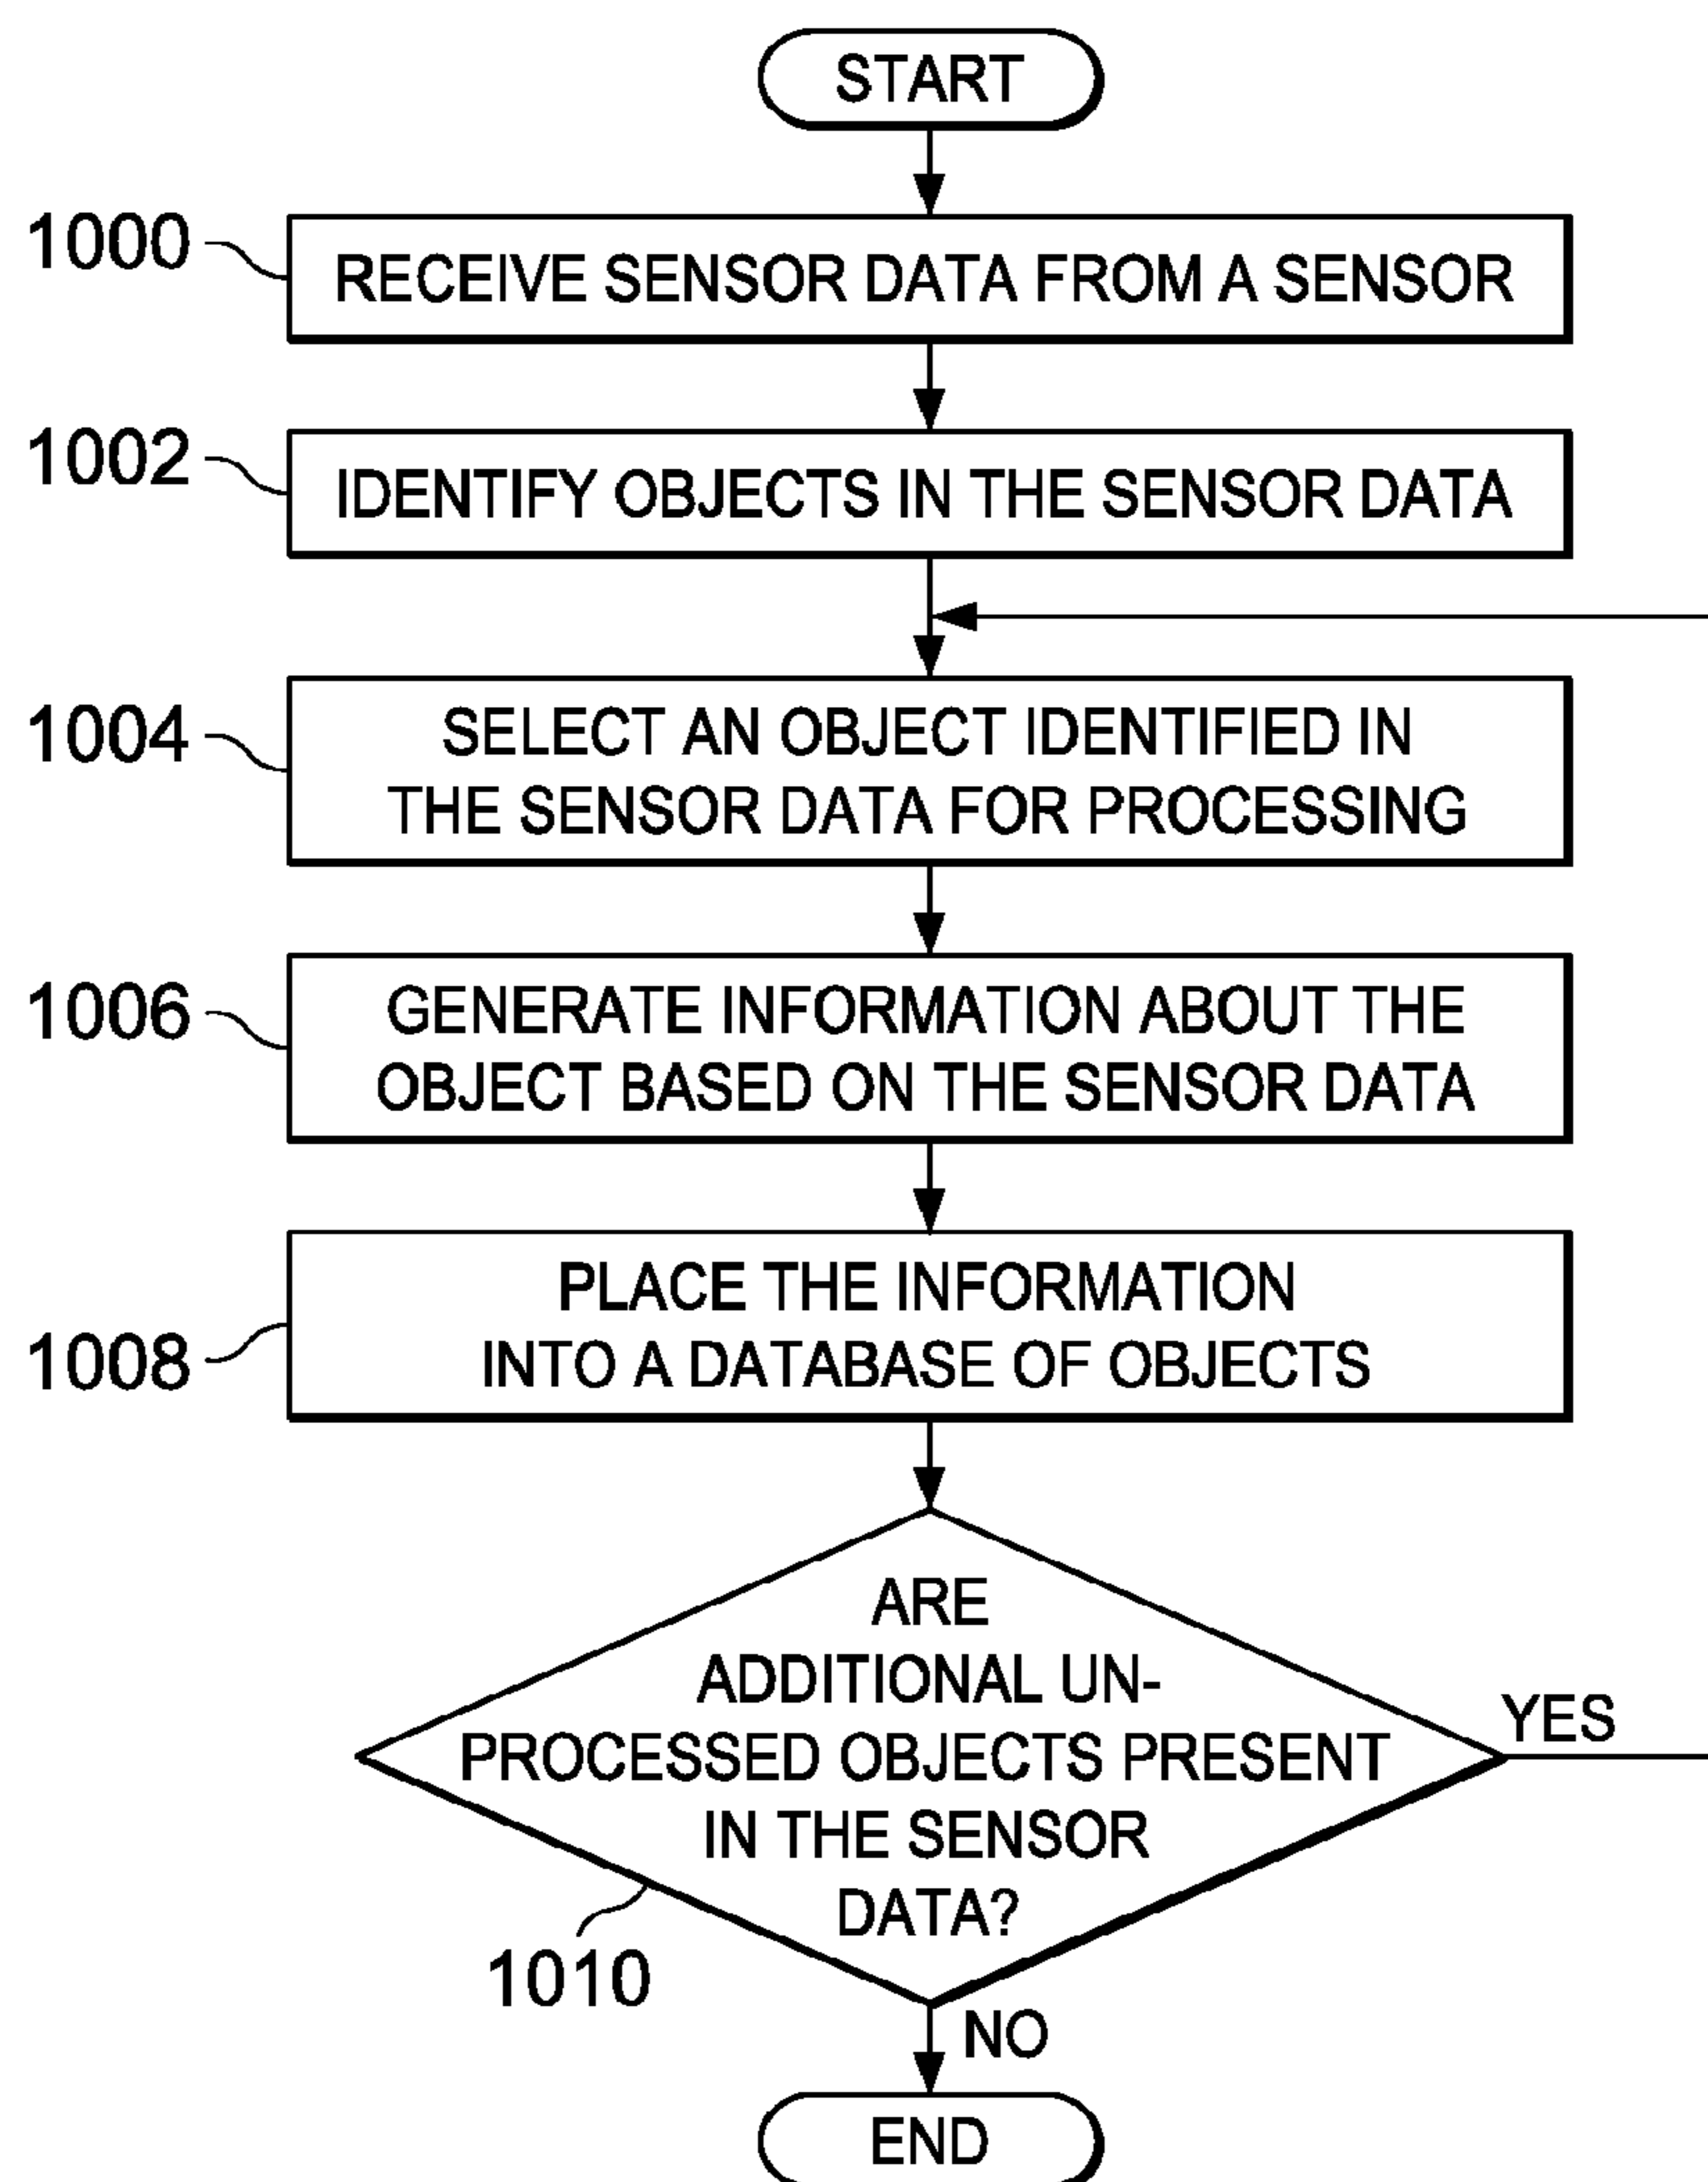 START
1000
RECEIVE SENSOR DATA FROM A SENSOR
1002
IDENTIFY OBJECTS IN THE SENSOR DATA
1004
SELECT AN OBJECT IDENTIFIED IN
THE SENSOR DATA FOR PROCESSING
1006
GENERATE INFORMATION ABOUT THE
OBJECT BASED ON THE SENSOR DATA
1008
PLACE THE INFORMATION
INTO A DATABASE OF OBJECTS
ARE
ADDITIONAL UN-
PROCESSED OBJECTS PRESENT
IN THE SENSOR
DATA?
YES
1010
NO
END